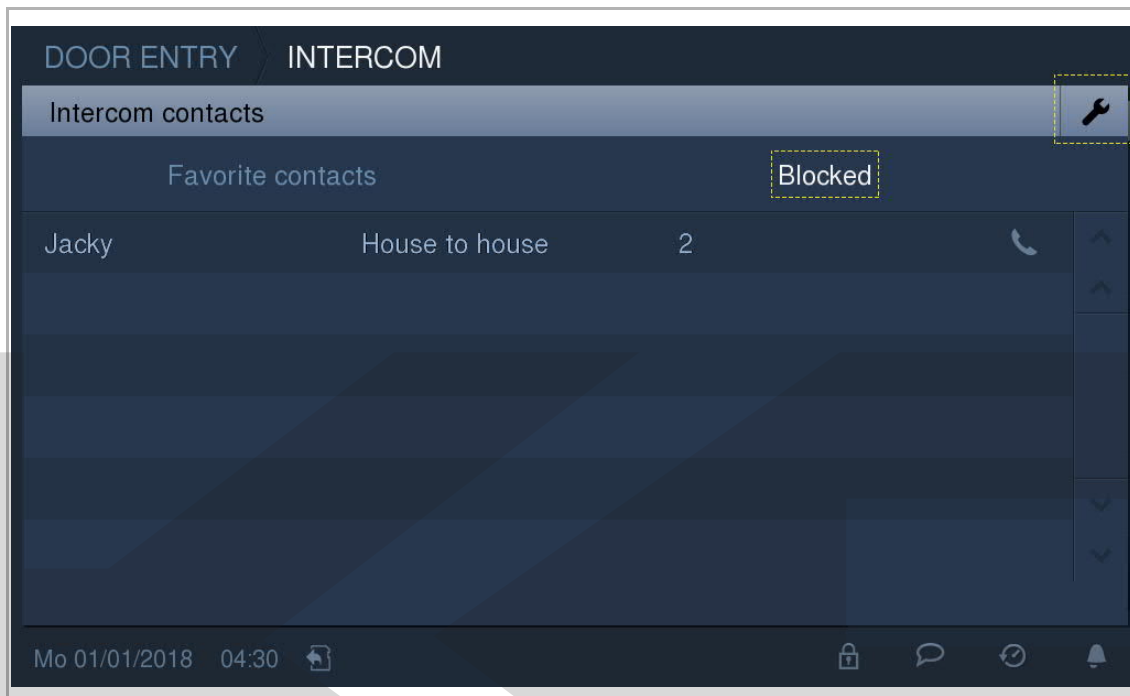 DOOR ENTRY INTERCOM
Intercom contacts
Favorite contacts Blocked
Jacky House to house 2
Mo 01/01/2018 04:30